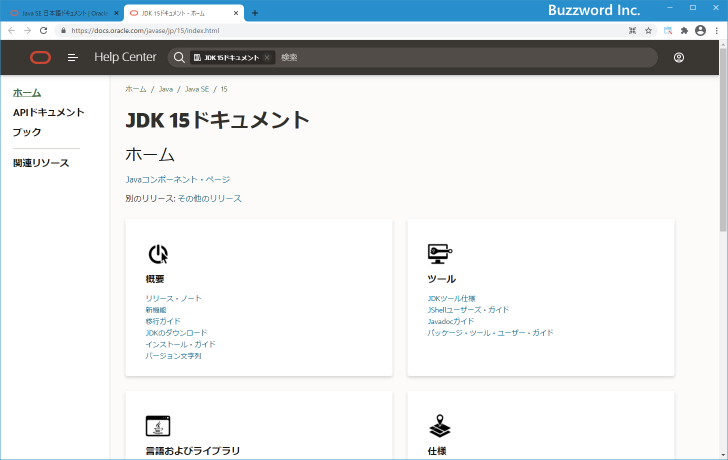 Buzzword Inc.
Java SE 日本語ドキュメント | Oracle
JDK 15ドキュメント - ホーム
https://docs.oracle.com/javase/jp/15/index.html
Help Center
JDK 15ドキュメント
検索
ホーム
APIドキュメント
ブック
関連リソース
ホーム / Java / Java SE / 15
JDK 15ドキュメント
ホーム
Javaコンポーネント・ページ
別のリリース: その他のリリース
概要
リリース・ノート
新機能
移行ガイド
JDKのダウンロード
インストール・ガイド
バージョン文字列
ツール
JDKツール仕様
JShellユーザーズ・ガイド
Javadocガイド
パッケージ・ツール・ユーザー・ガイド
言語およびライブラリ
仕様